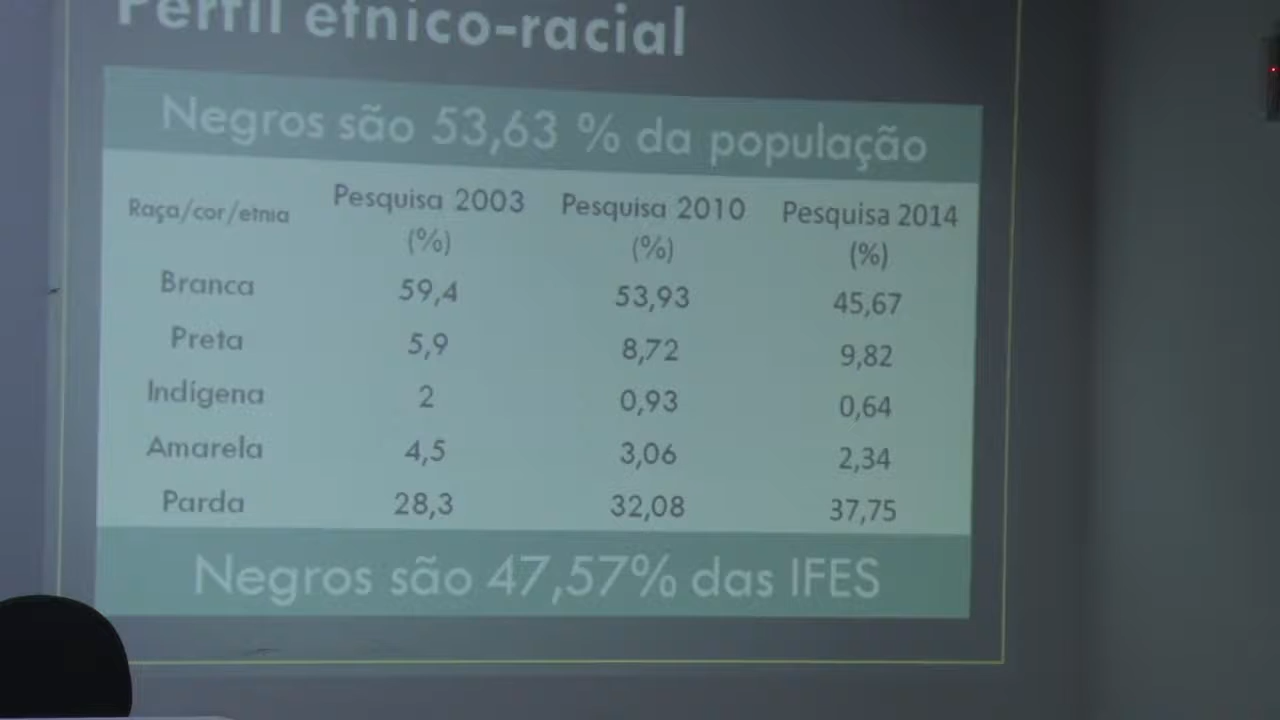 Perfil étnico-racial
Negros são 53,63 % da população
Raça/cor/etnia Pesquisa 2003 (%) Pesquisa 2010 (%) Pesquisa 2014 (%)
Branca 59,4 53,93 45,67
Preta 5,9 8,72 9,82
Indígena 2 0,93 0,64
Amarela 4,5 3,06 2,34
Parda 28,3 32,08 37,75
Negros são 47,57% das IFES